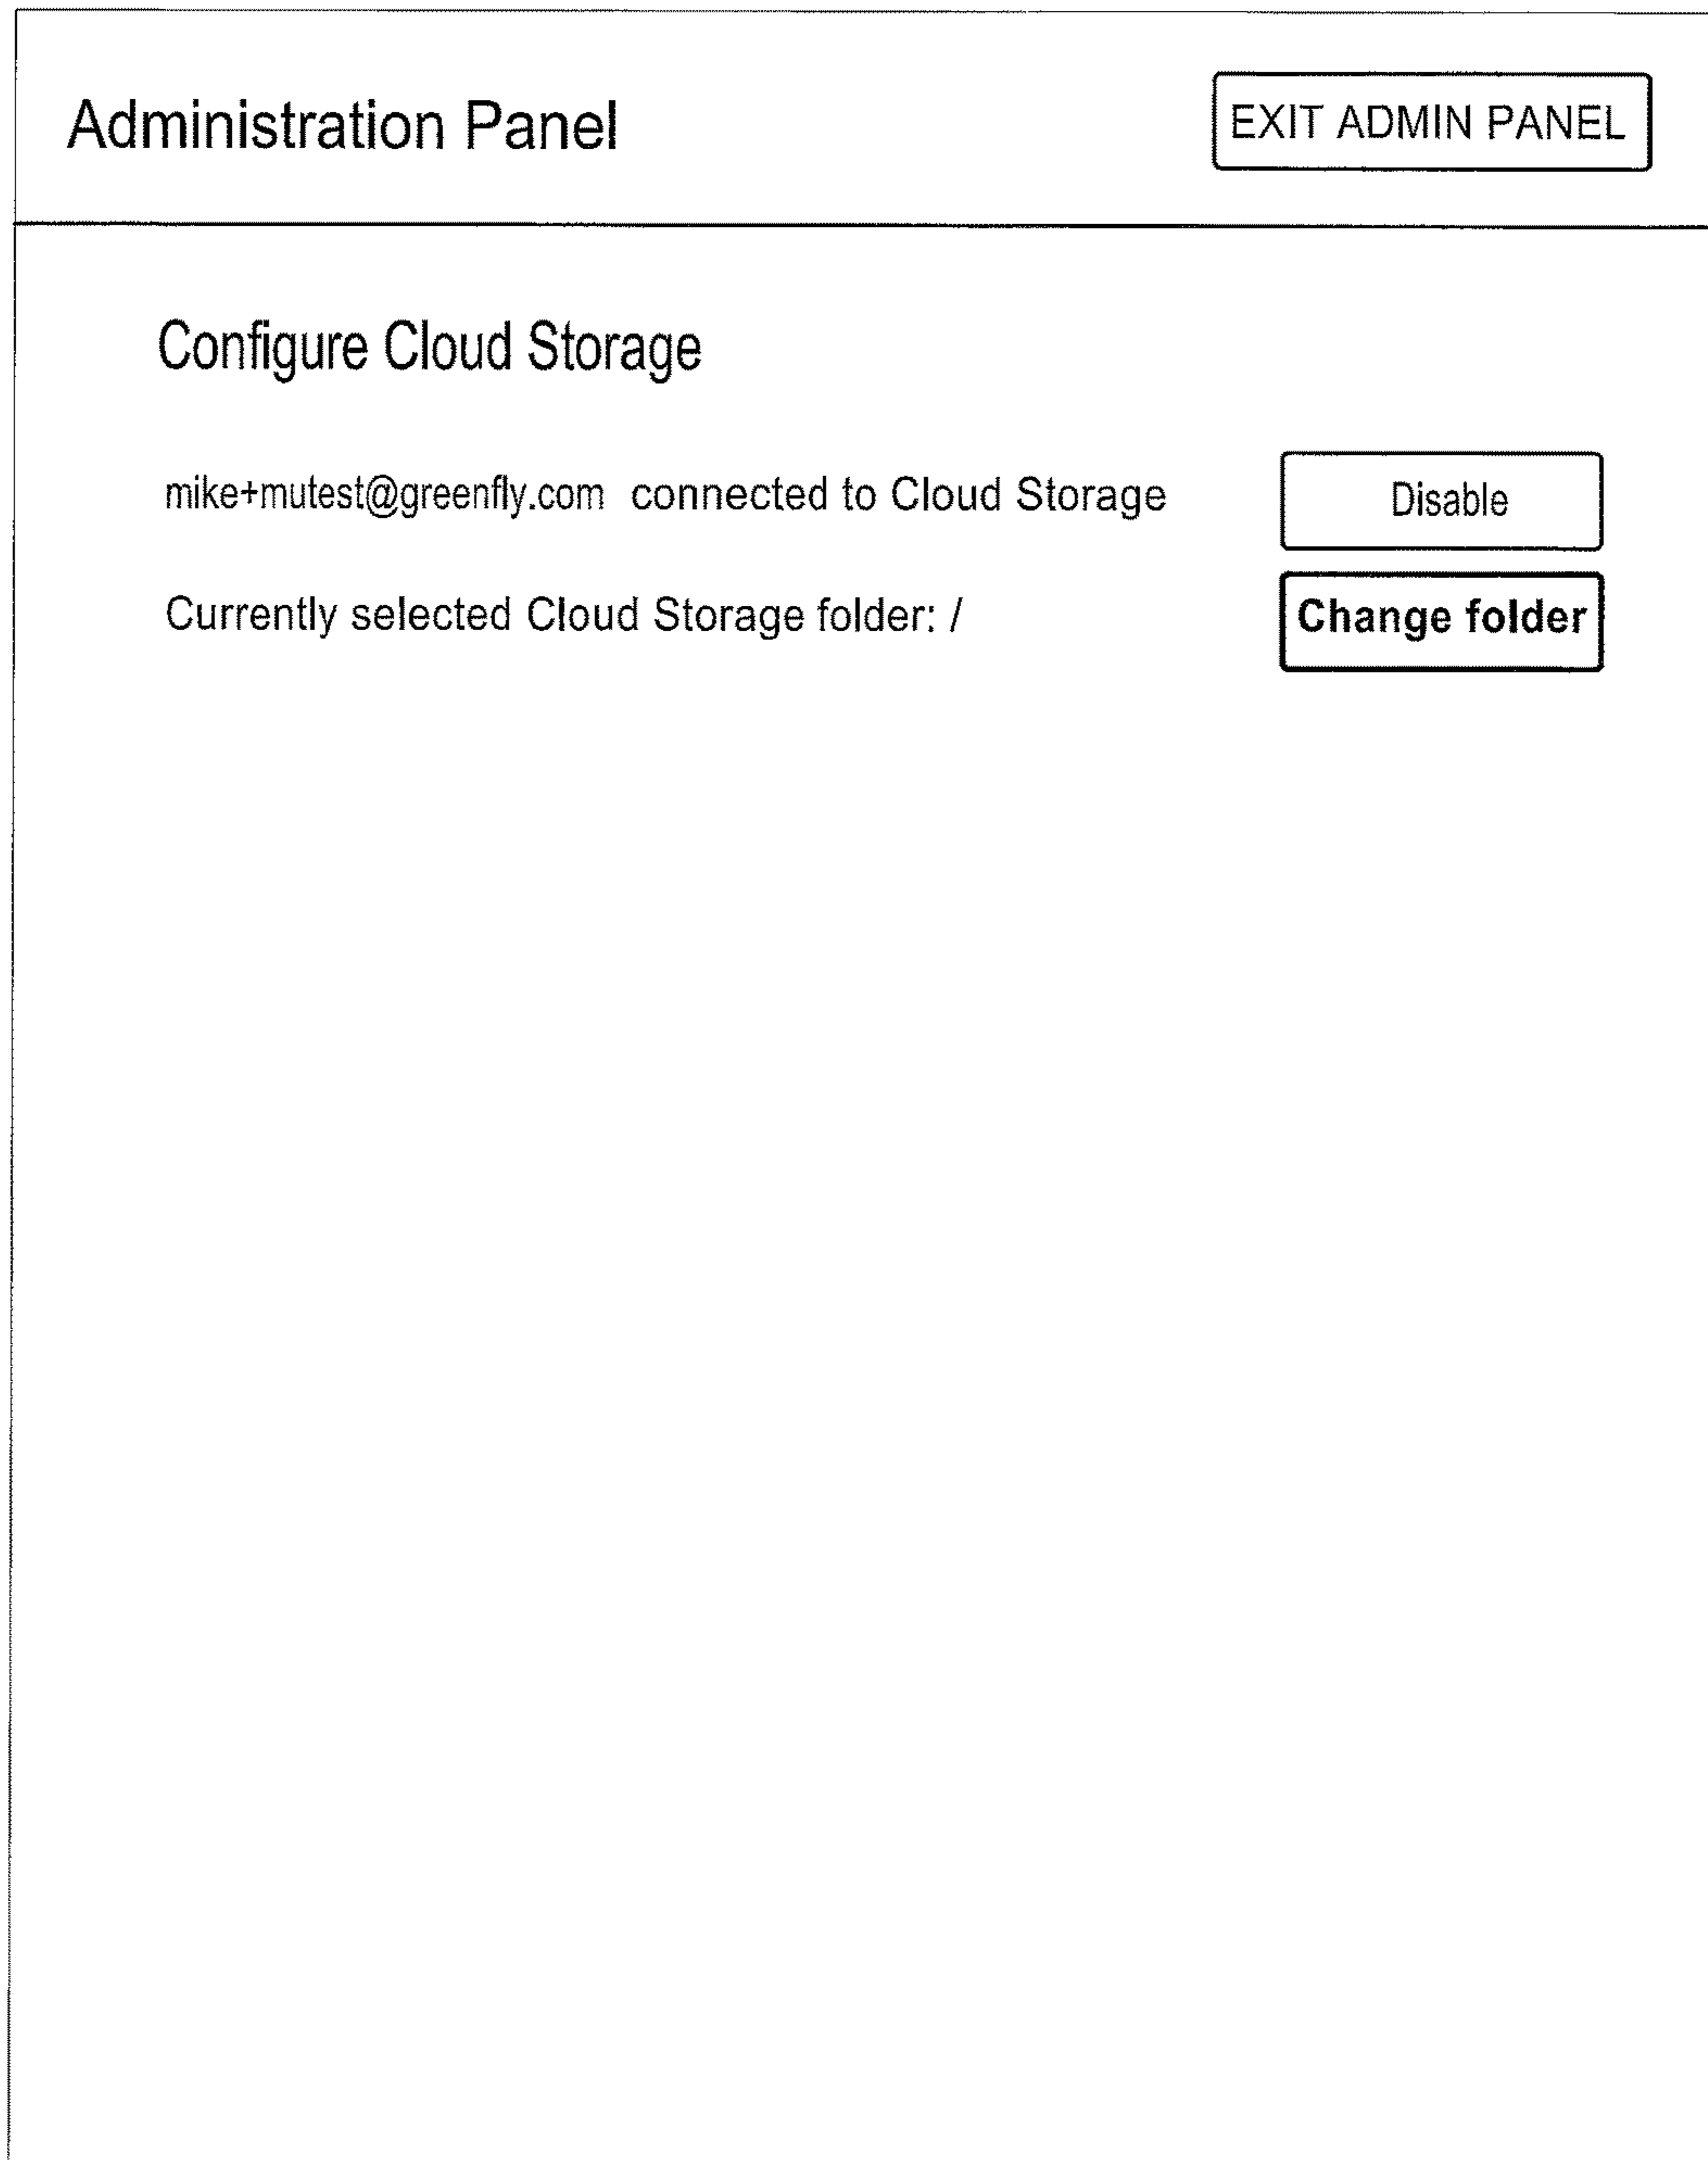 Administration Panel
EXIT ADMIN PANEL
Configure Cloud Storage
mike+mutest@greenfly.com connected to Cloud Storage
Disable
Currently selected Cloud Storage folder: /
Change folder